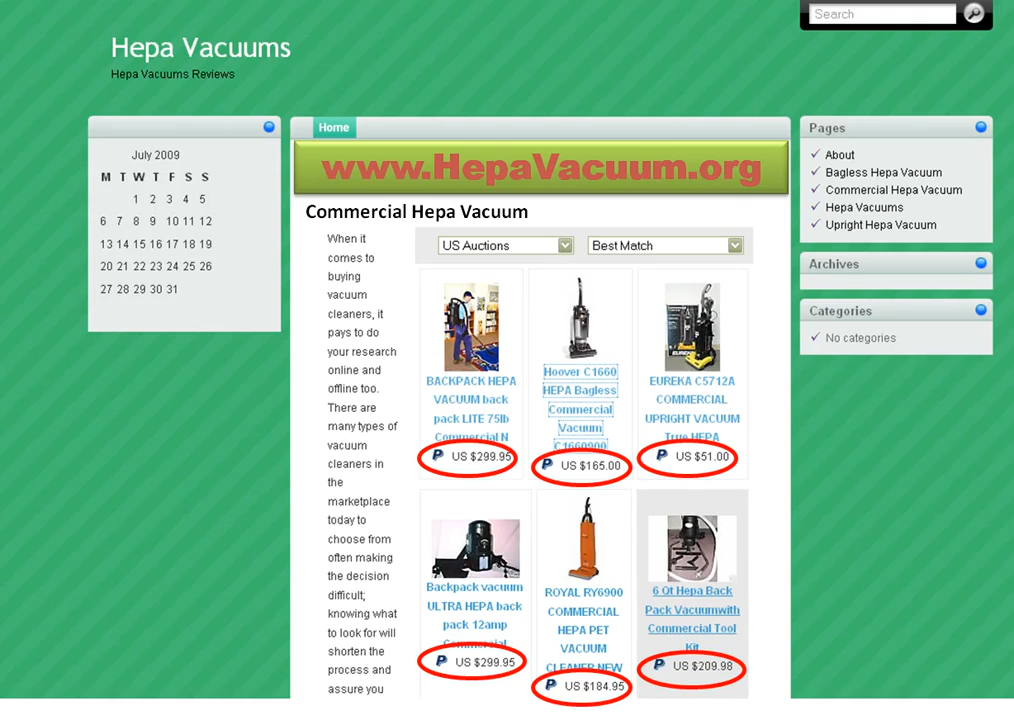 Search
Hepa Vacuums
Hepa Vacuums Reviews
July 2009
M T W T F S S
1 2 3 4 5
6 7 8 9 10 11 12
13 14 15 16 17 18 19
20 21 22 23 24 25 26
27 28 29 30 31
Home
www.HepaVacuum.org
Commercial Hepa Vacuum
When it
comes to
buying
vacuum
cleaners, it
pays to do
your research
online and
offline too.
There are
many types of
vacuum
cleaners in
the
marketplace
today to
choose from
often making
the decision
difficult;
knowing what
to look for will
shorten the
process and
assure you
US Auctions
Best Match
BACKPACK HEPA
VACUUM back
pack LITE 75lb
Commercial N
US $299.95
Hoover C1660
HEPA Bagless
Commercial
Vacuum
C1660900
US $165.00
EUREKA C5712A
COMMERCIAL
UPRIGHT VACUUM
True HEPA
US $51.00
Backpack vacuum
ULTRA HEPA back
pack 12amp
Commercial
US $299.95
ROYAL RY6900
COMMERCIAL
HEPA PET
VACUUM
CLEANER NEW
US $184.95
6 Qt Hepa Back
Pack Vacuumwith
Commercial Tool
Kit
US $209.98
Pages
About
Bagless Hepa Vacuum
Commercial Hepa Vacuum
Hepa Vacuums
Upright Hepa Vacuum
Archives
Categories
No categories